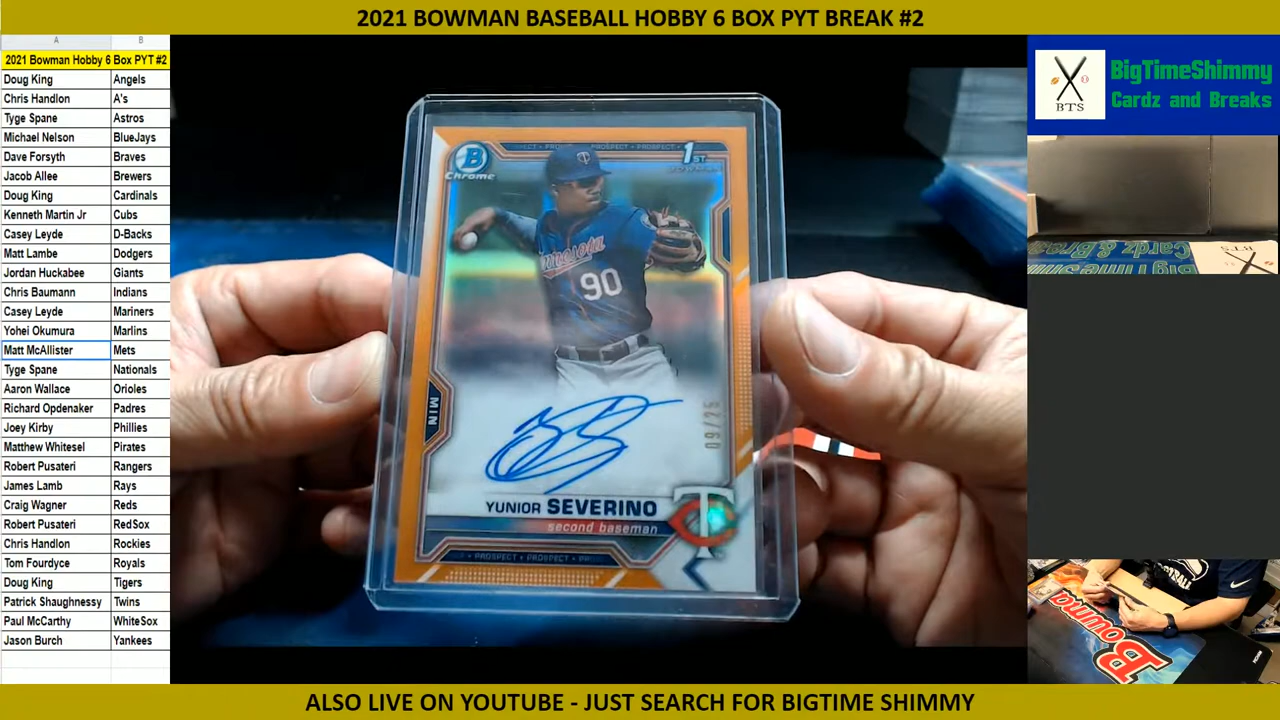 2021 BOWMAN BASEBALL HOBBY 6 BOX PYT BREAK #2
A B
2021 Bowman Hobby 6 Box PYT #2
Doug King Angels
Chris Handlon A's
Tyge Spane Astros
Michael Nelson BlueJays
Dave Forsyth Braves
Jacob Allee Brewers
Doug King Cardinals
Kenneth Martin Jr Cubs
Casey Leyde D-Backs
Matt Lambe Dodgers
Jordan Huckabee Giants
Chris Baumann Indians
Casey Leyde Mariners
Yohei Okumura Marlins
Matt McAllister Mets
Tyge Spane Nationals
Aaron Wallace Orioles
Richard Opdenaker Padres
Joey Kirby Phillies
Matthew Whitesel Pirates
Robert Pusateri Rangers
James Lamb Rays
Craig Wagner Reds
Robert Pusateri RedSox
Chris Handlon Rockies
Tom Fourdyce Royals
Doug King Tigers
Patrick Shaughnessy Twins
Paul McCarthy WhiteSox
Jason Burch Yankees
PROSPECT • PROSPECT
B
Chrome
1ST
90
MIN
09/25
YUNIOR SEVERINO
second baseman
PROSPECT • PROSPECT
BTS
BigTimeShimmy
Cardz and Breaks
BTS
Bowma
ALSO LIVE ON YOUTUBE - JUST SEARCH FOR BIGTIME SHIMMY